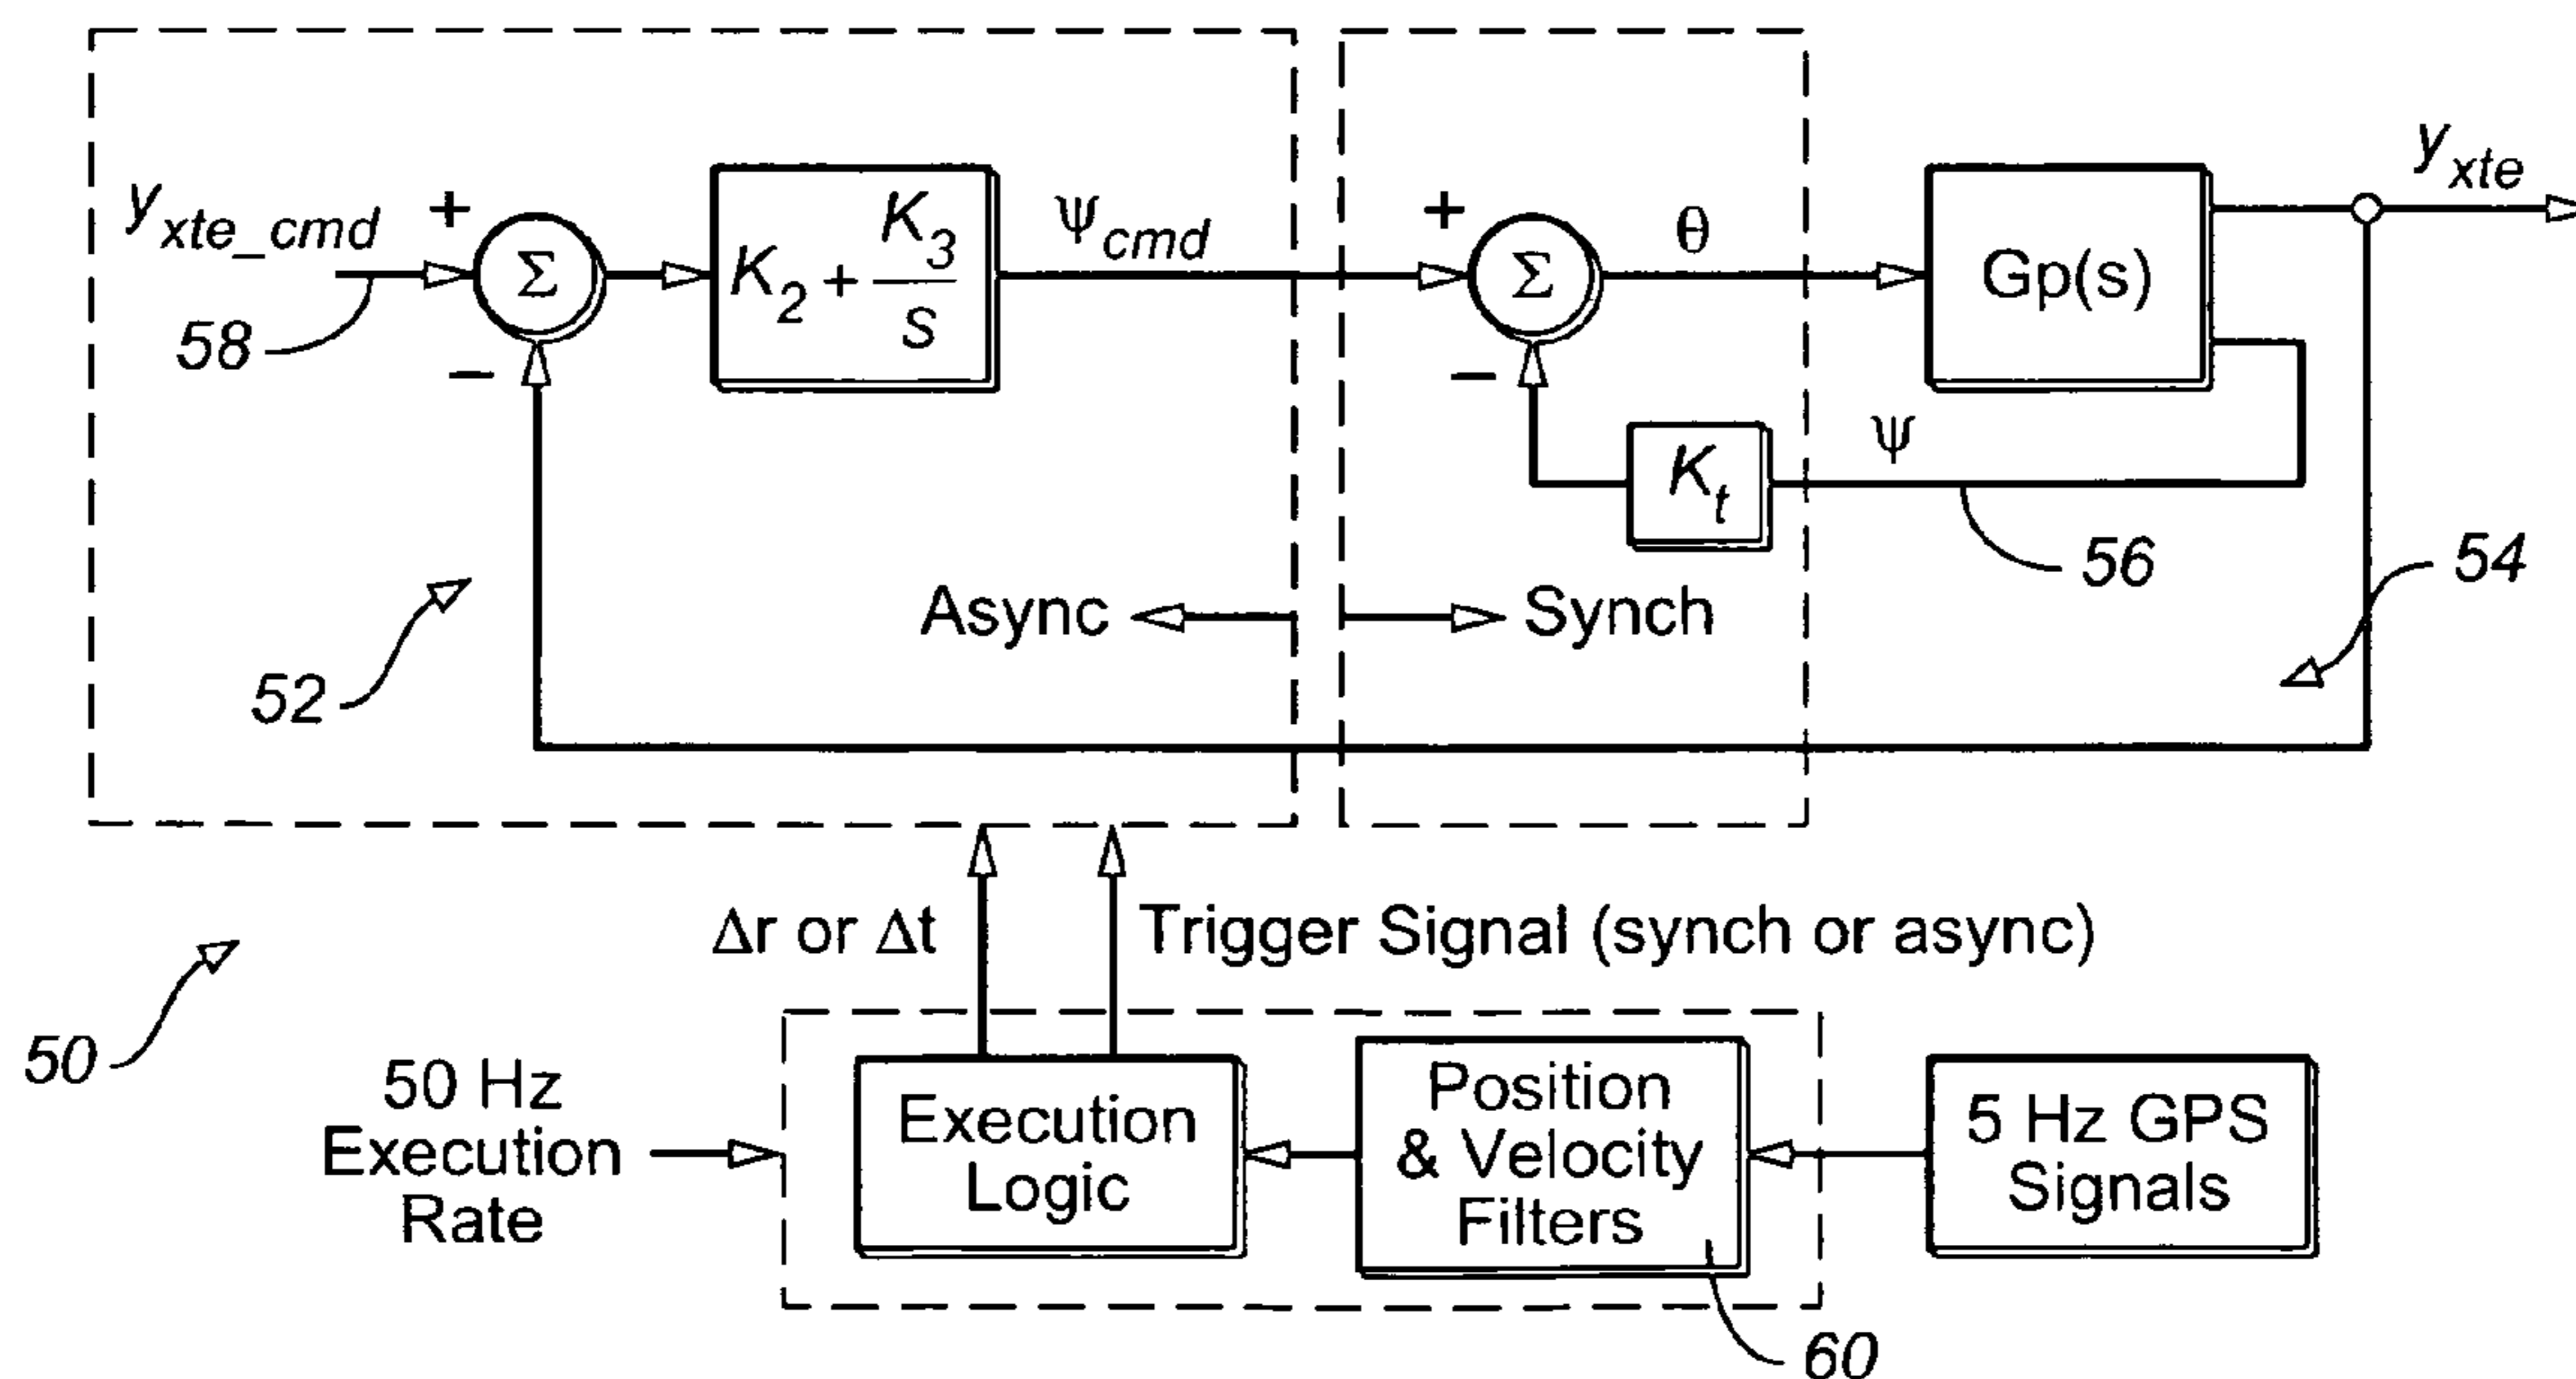 y_xte_cmd
+
Σ
−
58
K_2 + K_3/S
ψ_cmd
+
Σ
−
θ
Gp(s)
y_xte
K_t
ψ
56
54
52
Async
Synch
Δr or Δt
Trigger Signal (synch or async)
50
50 Hz
Execution
Rate
Execution
Logic
Position
& Velocity
Filters
5 Hz GPS
Signals
60